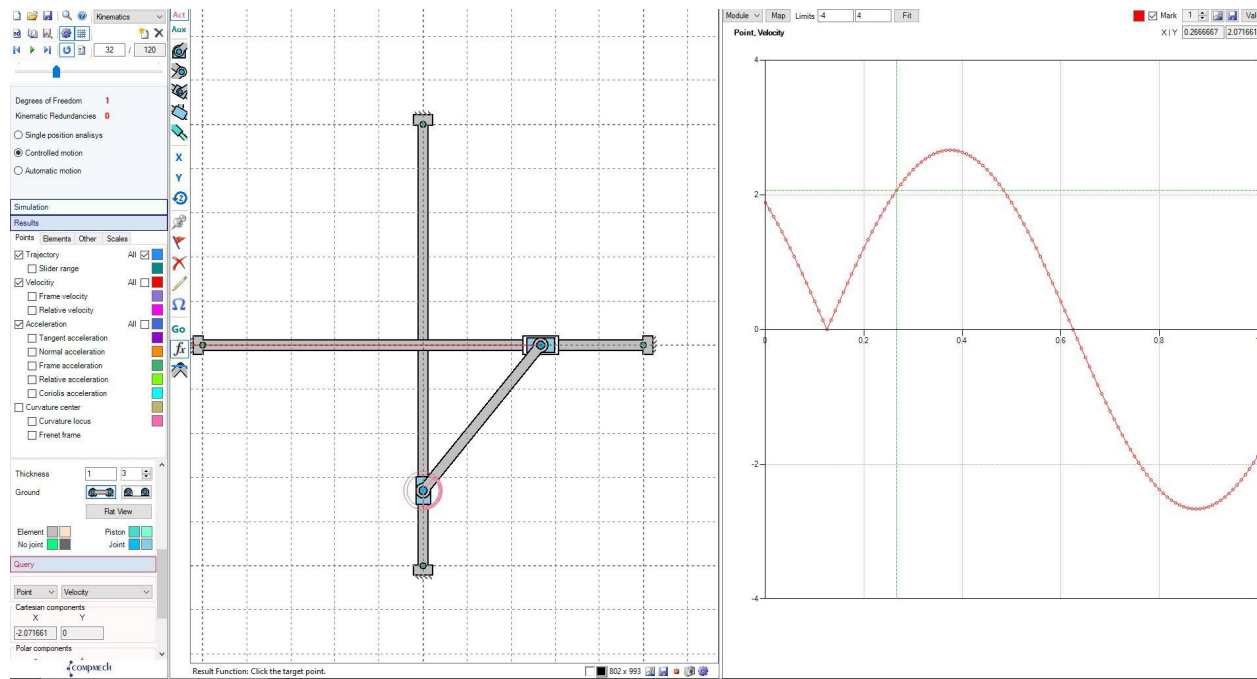 Kinematics
Act
Aux
32 / 120
Degrees of Freedom 1
Kinematic Redundancies 0
Single position analisys
Controlled motion
Automatic motion
Simulation
Results
Points Elements Other Scales
Trajectory All
Slider range
Velocitiy All
Frame velocity
Relative velocity
Acceleration All
Tangent acceleration
Normal acceleration
Frame acceleration
Relative acceleration
Coriolis acceleration
Curvature center
Curvature locus
Frenet frame
Thickness 1 3
Ground
Flat View
Element Piston
No joint Joint
Query
Point Velocity
Cartesian components
X Y
-2.071661 0
Polar components
COMPMECH
X
Y
Z
Ω
Go
fx
Result Function: Click the target point.
802 x 993
Module Map Limits -4 4 Fit
Mark 1 Val
Point, Velocity
X|Y 0.2666667 2.071661
4
2
0
-2
-4
0 0.2 0.4 0.6 0.8 1